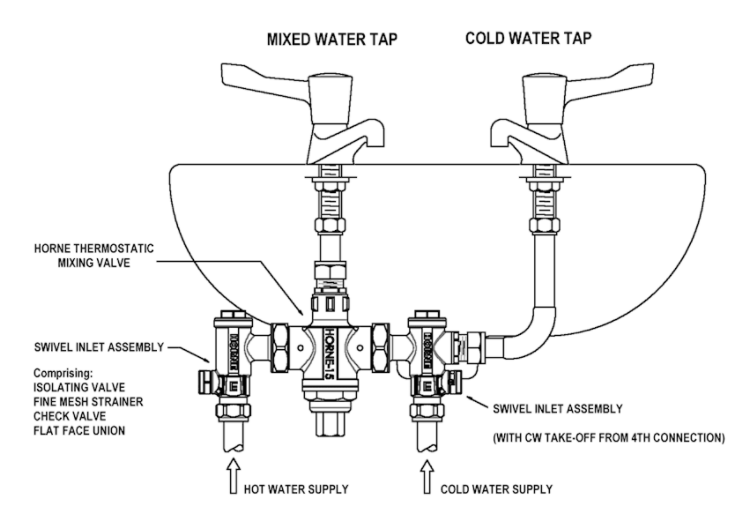 MIXED WATER TAP
COLD WATER TAP
HORNE THERMOSTATIC
MIXING VALVE
HORNE
HORNE-15
HORNE
SWIVEL INLET ASSEMBLY
Comprising:
ISOLATING VALVE
FINE MESH STRAINER
CHECK VALVE
FLAT FACE UNION
SWIVEL INLET ASSEMBLY
(WITH CW TAKE-OFF FROM 4TH CONNECTION)
HOT WATER SUPPLY
COLD WATER SUPPLY